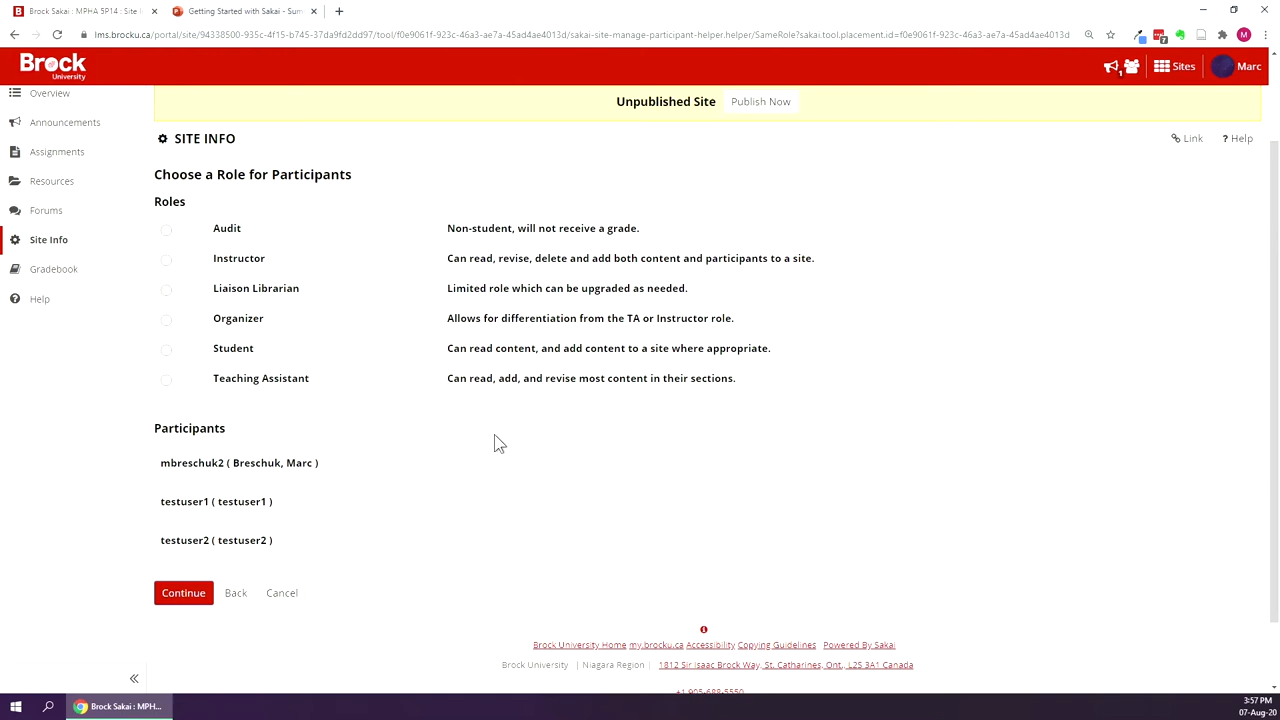 Brock Sakai : MPHA 5P14 : Site
Getting Started with Sakai - Sum
lms.brocku.ca/portal/site/94338500-935c-4f15-b745-37da9fd2dd97/tool/f0e9061f-923c-46a3-ae7a-45ad4ae4013d/sakai-site-manage-participant-helper.helper/SameRole?sakai.tool.placement.id=f0e9061f-923c-46a3-ae7a-45ad4ae4013d
7
M
Brock
University
1
Sites
Marc
Overview
Announcements
Assignments
Resources
Forums
Site Info
Gradebook
Help
Unpublished Site Publish Now
SITE INFO
Link ? Help
Choose a Role for Participants
Roles
Audit Non-student, will not receive a grade.
Instructor Can read, revise, delete and add both content and participants to a site.
Liaison Librarian Limited role which can be upgraded as needed.
Organizer Allows for differentiation from the TA or Instructor role.
Student Can read content, and add content to a site where appropriate.
Teaching Assistant Can read, add, and revise most content in their sections.
Participants
mbreschuk2 ( Breschuk, Marc )
testuser1 ( testuser1 )
testuser2 ( testuser2 )
Continue Back Cancel
Brock University Home my.brocku.ca Accessibility Copying Guidelines Powered By Sakai
Brock University | Niagara Region | 1812 Sir Isaac Brock Way, St. Catharines, Ont., L2S 3A1 Canada
+1 905-688-5550
Brock Sakai : MPH...
3:57 PM
07-Aug-20